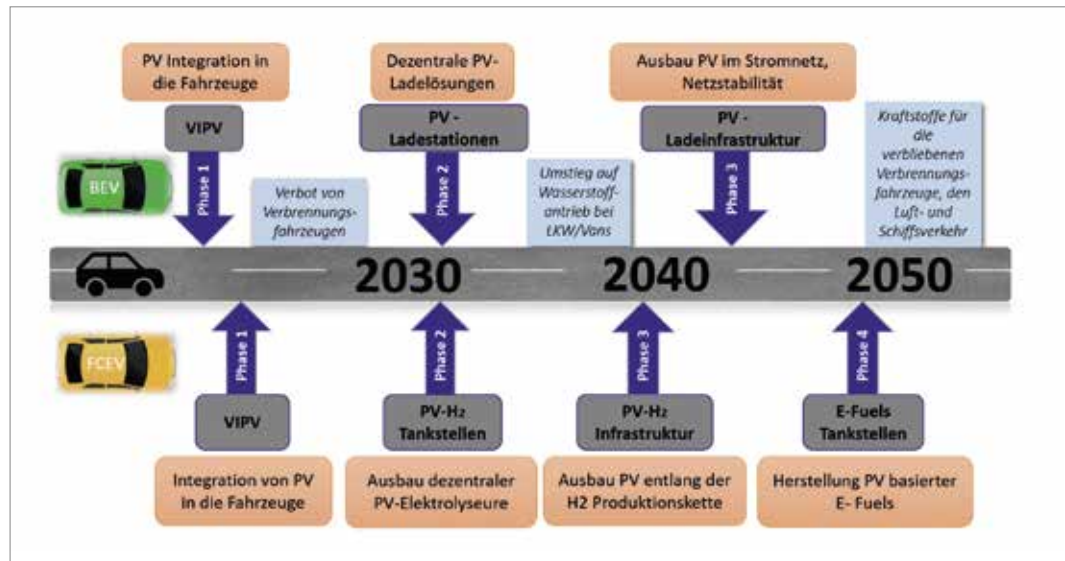 PV Integration in
die Fahrzeuge
VIPV
Phase 1
BEV
Dezentrale PV-
Ladelösungen
PV -
Ladestationen
Phase 2
Ausbau PV im Stromnetz,
Netzstabilität
PV -
Ladeinfrastruktur
Phase 3
Verbot von
Verbrennungs-
fahrzeugen
Umstieg auf
Wasserstoff-
antrieb bei
LKW/Vans
Kraftstoffe für
die
verbliebenen
Verbrennungs-
fahrzeuge, den
Luft- und
Schiffsverkehr
2030
2040
2050
FCEV
Phase 1
VIPV
Integration von PV
in die Fahrzeuge
Phase 2
PV-H2
Tankstellen
Ausbau dezentraler
PV-Elektrolyseure
Phase 3
PV-H2
Infrastruktur
Ausbau PV entlang der
H2 Produktionskette
Phase 4
E-Fuels
Tankstellen
Herstellung PV basierter
E- Fuels